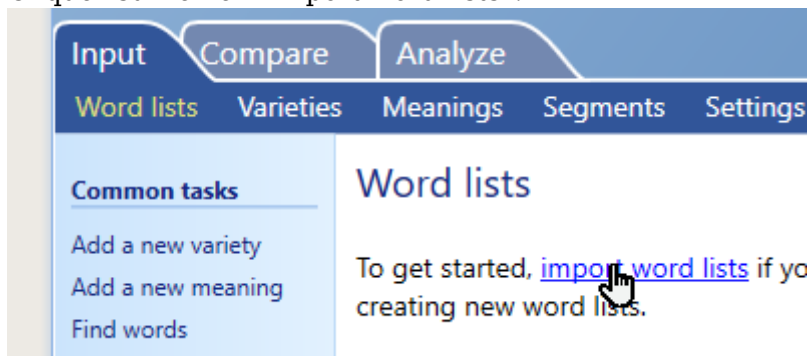 Input Compare Analyze
Word lists Varieties Meanings Segments Settings
Common tasks
Add a new variety
Add a new meaning
Find words
Word lists
To get started, import word lists if yo
creating new word lists.